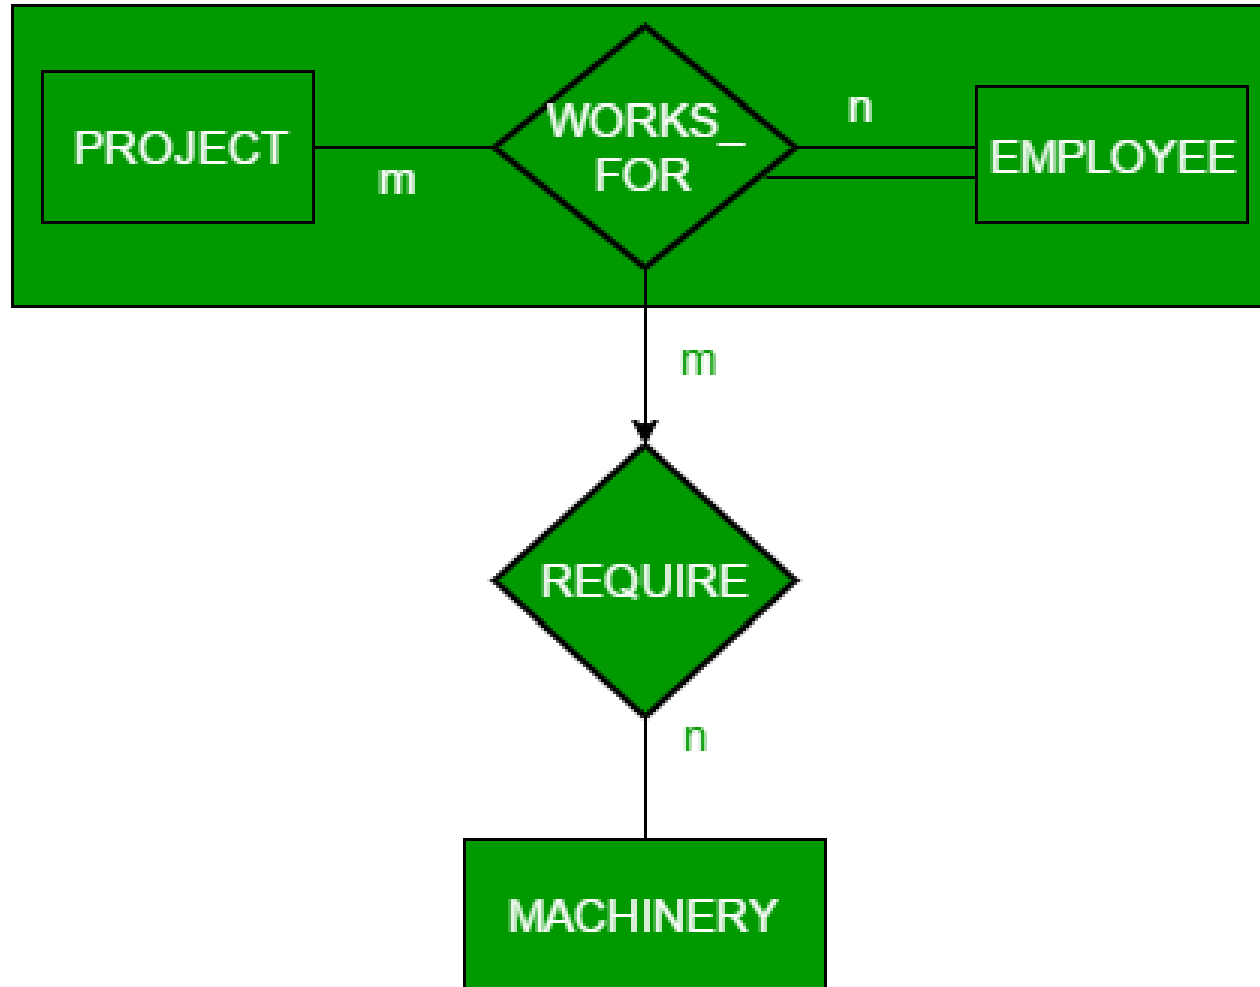 PROJECT
m
WORKS_
FOR
n
EMPLOYEE
m
REQUIRE
n
MACHINERY